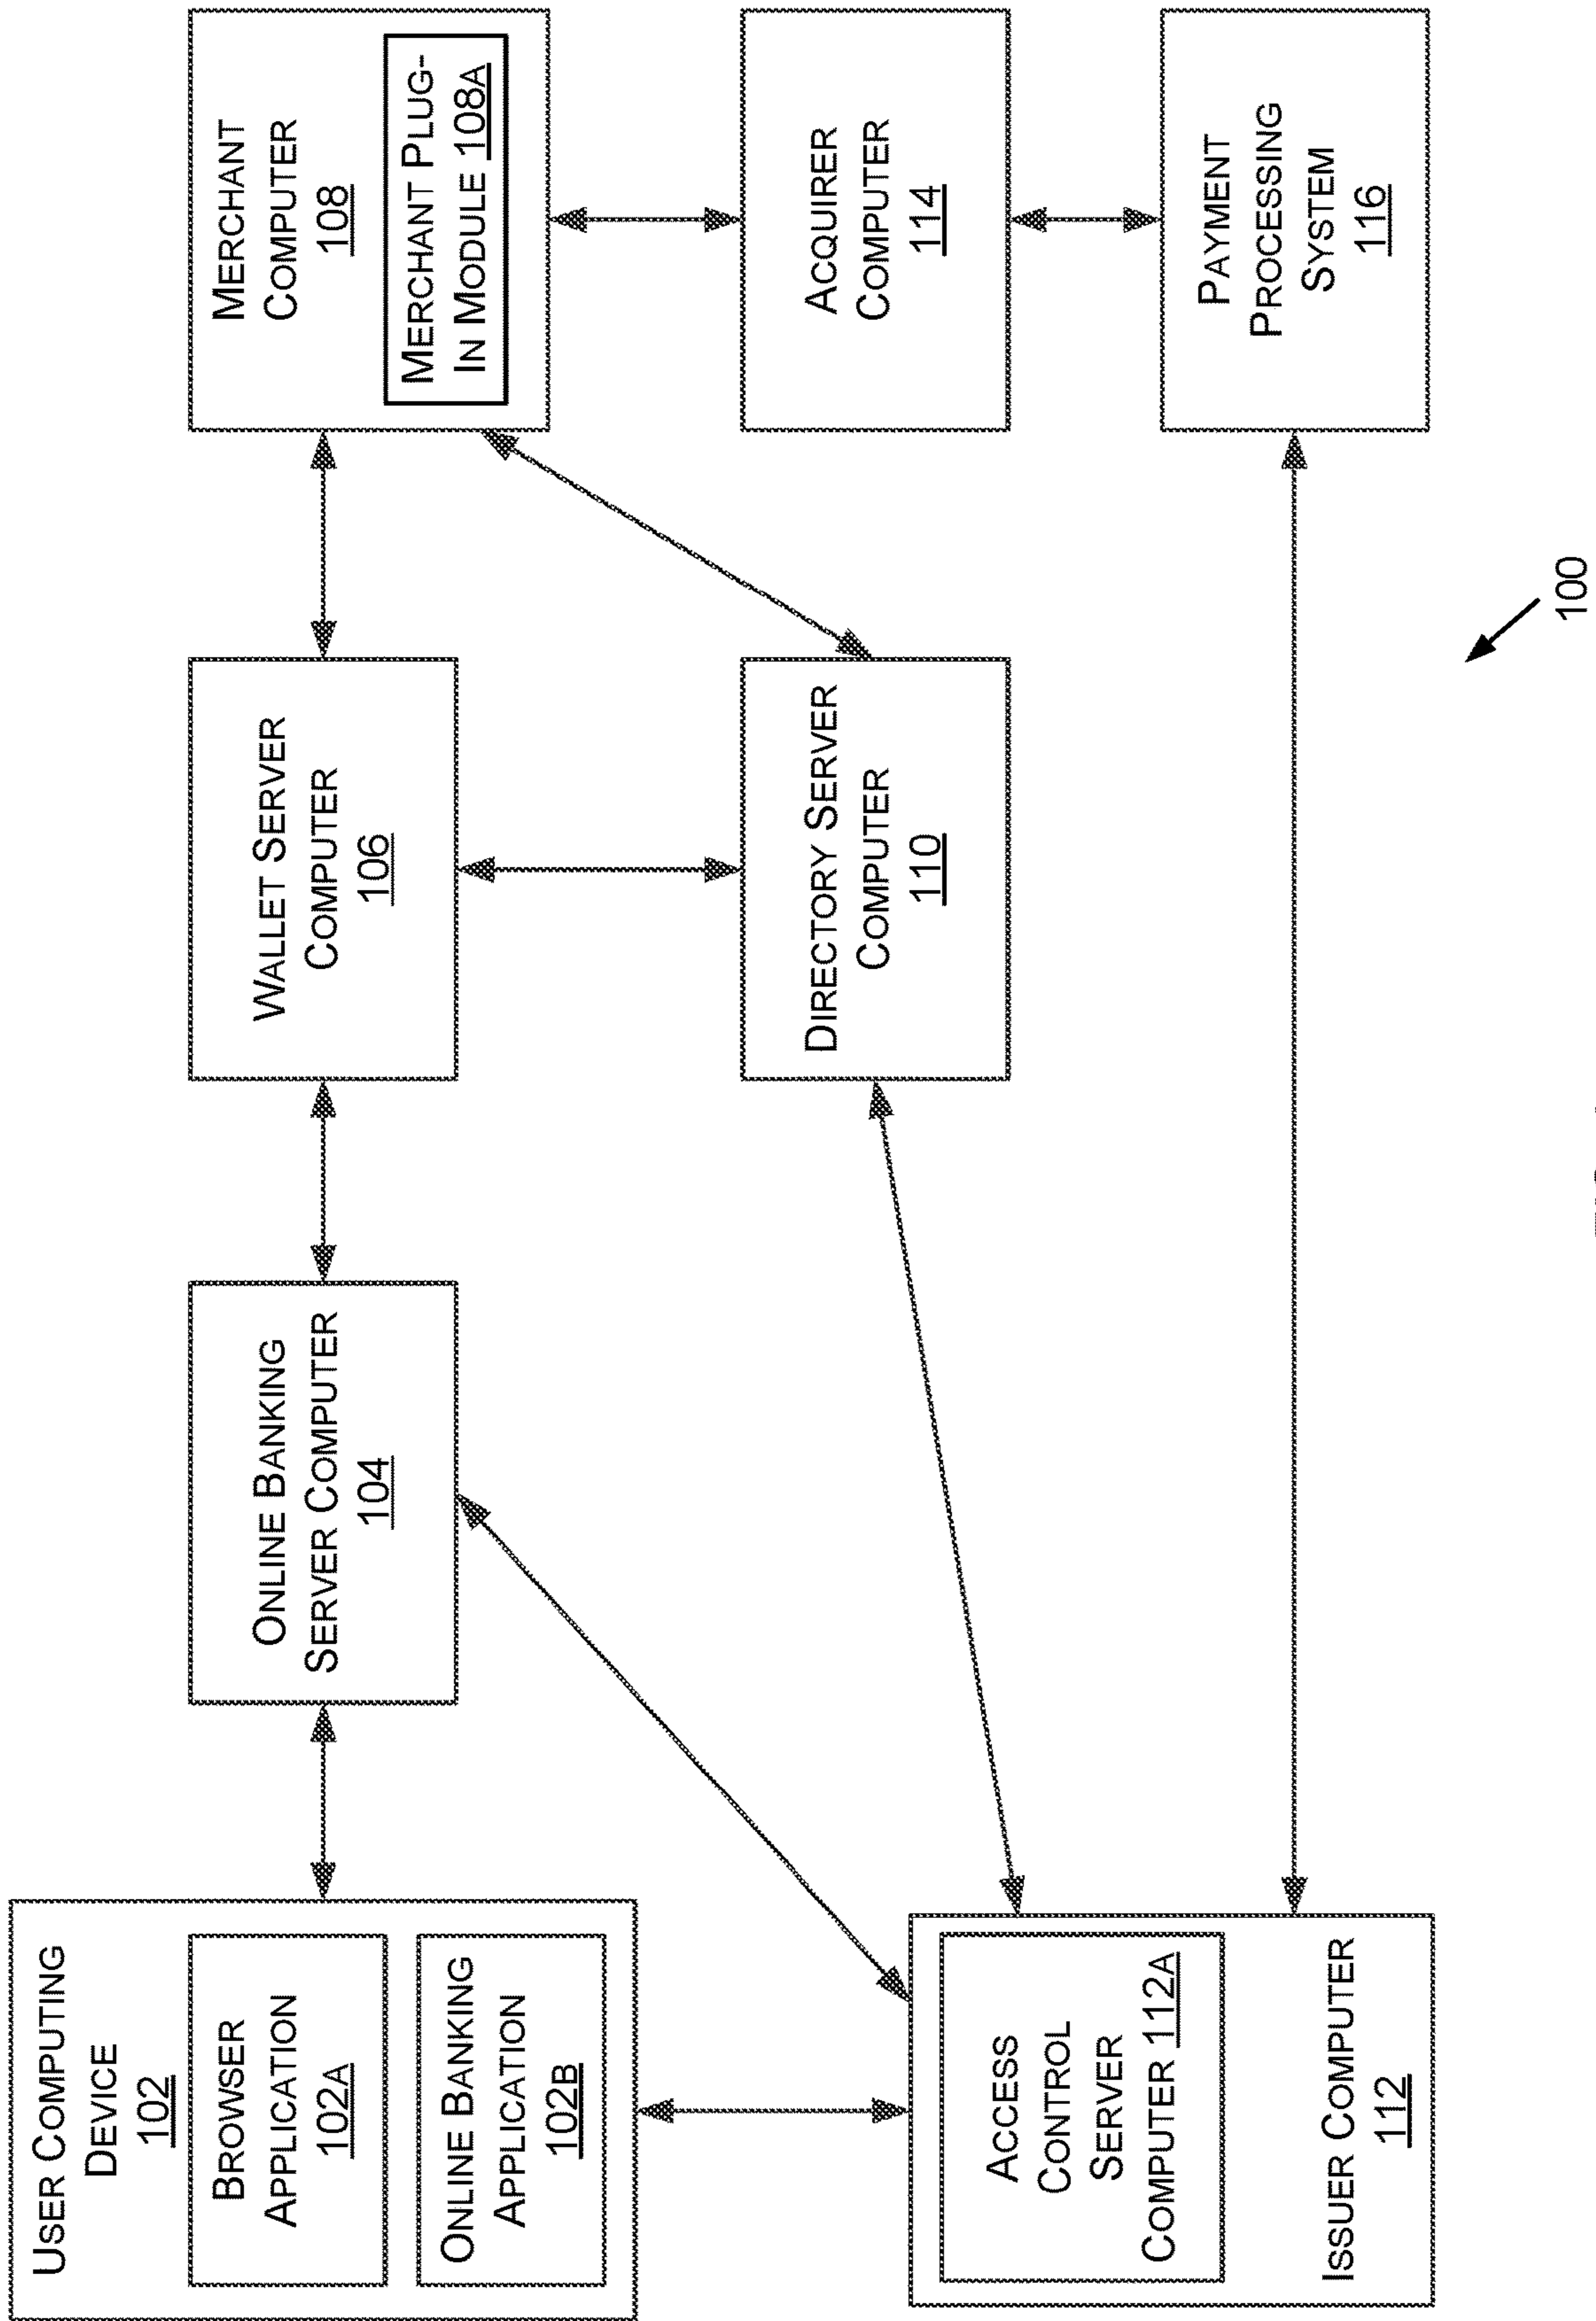 USER COMPUTING
DEVICE
102
BROWSER
APPLICATION
102A
ONLINE BANKING
APPLICATION
102B
ONLINE BANKING
SERVER COMPUTER
104
WALLET SERVER
COMPUTER
106
MERCHANT
COMPUTER
108
MERCHANT PLUG-
IN MODULE 108A
DIRECTORY SERVER
COMPUTER
110
ACQUIRER
COMPUTER
114
ACCESS
CONTROL
SERVER
COMPUTER 112A
ISSUER COMPUTER
112
PAYMENT
PROCESSING
SYSTEM
116
100